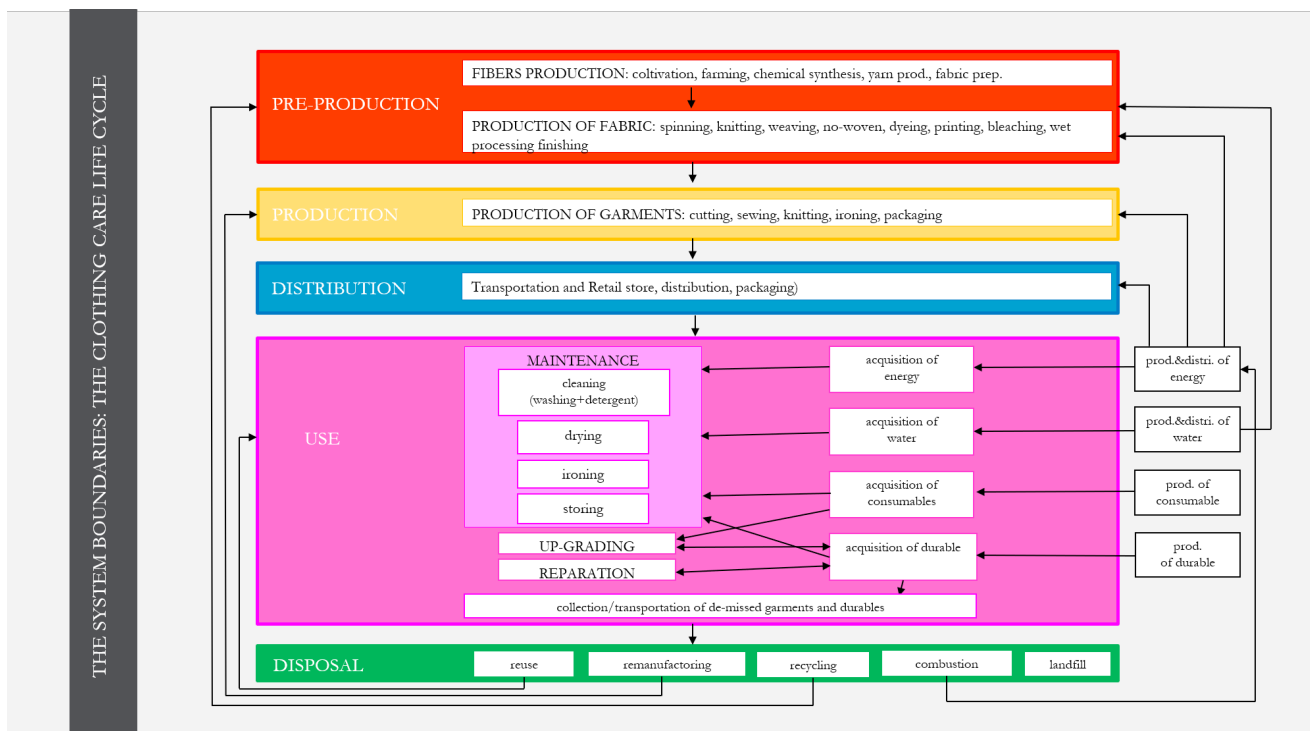 THE SYSTEM BOUNDARIES: THE CLOTHING CARE LIFE CYCLE
PRE-PRODUCTION
FIBERS PRODUCTION: coltivation, farming, chemical synthesis, yarn prod., fabric prep.
PRODUCTION OF FABRIC: spinning, knitting, weaving, no-woven, dyeing, printing, bleaching, wet
processing finishing
PRODUCTION
PRODUCTION OF GARMENTS: cutting, sewing, knitting, ironing, packaging
DISTRIBUTION
Transportation and Retail store, distribution, packaging)
USE
MAINTENANCE
cleaning
(washing+detergent)
drying
ironing
storing
UP-GRADING
REPARATION
acquisition of
energy
acquisition of
water
acquisition of
consumables
acquisition of durable
collection/transportation of de-missed garments and durables
prod.&distri. of
energy
prod.&distri. of
water
prod. of
consumable
prod.
of durable
DISPOSAL
reuse
remanufactoring
recycling
combustion
landfill